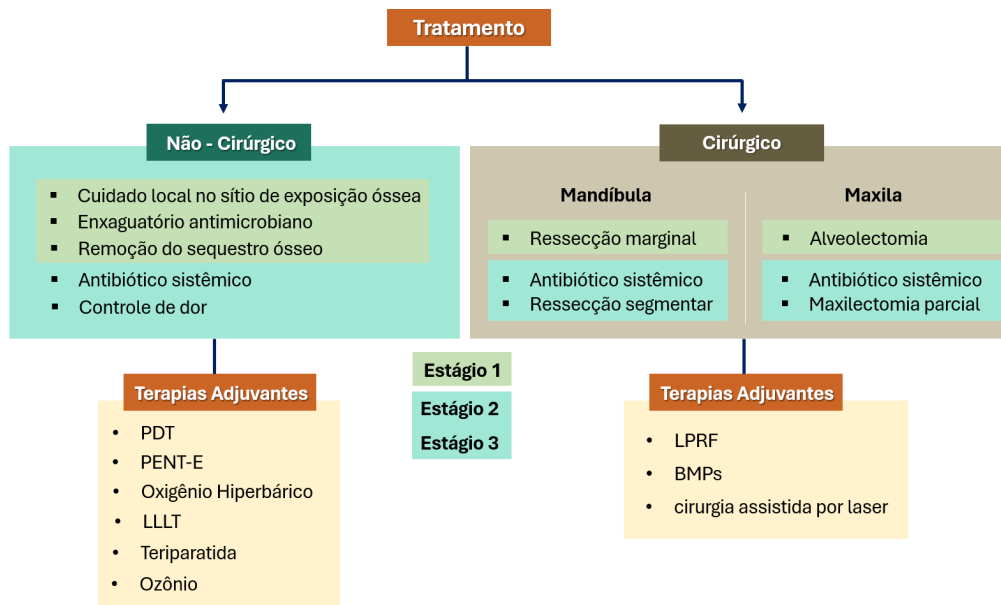 Tratamento
Não - Cirúrgico
▪ Cuidado local no sítio de exposição óssea
▪ Enxaguatório antimicrobiano
▪ Remoção do sequestro ósseo
▪ Antibiótico sistêmico
▪ Controle de dor
Terapias Adjuvantes
• PDT
• PENT-E
• Oxigênio Hiperbárico
• LLLT
• Teriparatida
• Ozônio
Estágio 1
Estágio 2
Estágio 3
Cirúrgico
Mandíbula
▪ Ressecção marginal
▪ Antibiótico sistêmico
▪ Ressecção segmentar
Maxila
▪ Alveolectomia
▪ Antibiótico sistêmico
▪ Maxilectomia parcial
Terapias Adjuvantes
• LPRF
• BMPs
• cirurgia assistida por laser